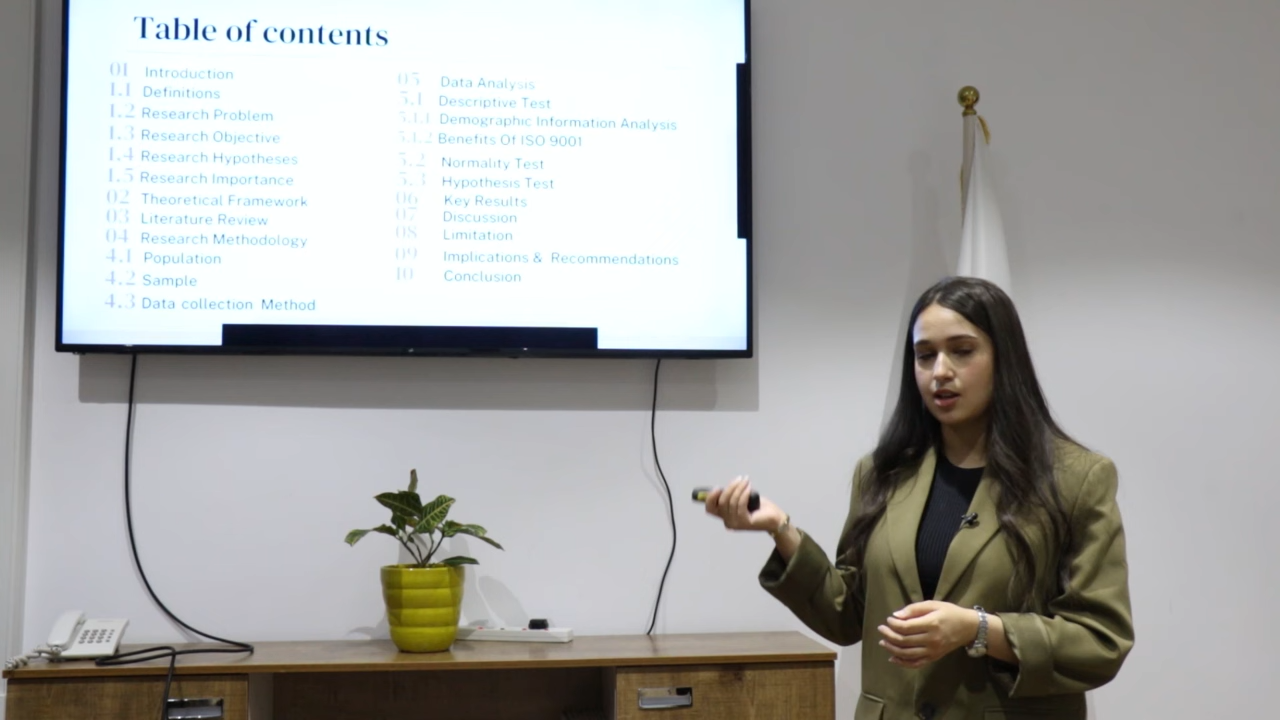 Table of contents
01 Introduction
1.1 Definitions
1.2 Research Problem
1.3 Research Objective
1.4 Research Hypotheses
1.5 Research Importance
02 Theoretical Framework
03 Literature Review
04 Research Methodology
4.1 Population
4.2 Sample
4.3 Data collection Method
05 Data Analysis
5.1 Descriptive Test
5.1.1 Demographic Information Analysis
5.1.2 Benefits Of ISO 9001
5.2 Normality Test
5.3 Hypothesis Test
06 Key Results
07 Discussion
08 Limitation
09 Implications & Recommendations
10 Conclusion